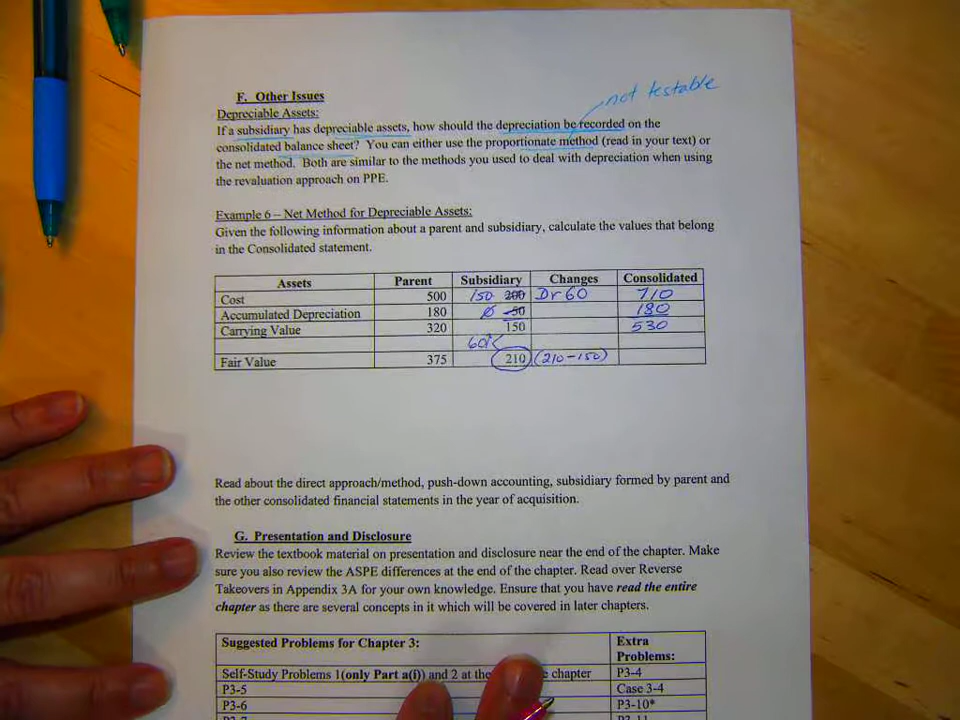 not testable
F. Other Issues
Depreciable Assets:
If a subsidiary has depreciable assets, how should the depreciation be recorded on the
consolidated balance sheet? You can either use the proportionate method (read in your text) or
the net method. Both are similar to the methods you used to deal with depreciation when using
the revaluation approach on PPE.
Example 6 – Net Method for Depreciable Assets:
Given the following information about a parent and subsidiary, calculate the values that belong
in the Consolidated statement.
Assets Parent Subsidiary Changes Consolidated
Cost 500 150 200 Dr 60 710
Accumulated Depreciation 180 Ø 50 180
Carrying Value 320 150 530
60
Fair Value 375 210 (210-150)
Read about the direct approach/method, push-down accounting, subsidiary formed by parent and
the other consolidated financial statements in the year of acquisition.
G. Presentation and Disclosure
Review the textbook material on presentation and disclosure near the end of the chapter. Make
sure you also review the ASPE differences at the end of the chapter. Read over Reverse
Takeovers in Appendix 3A for your own knowledge. Ensure that you have read the entire
chapter as there are several concepts in it which will be covered in later chapters.
Suggested Problems for Chapter 3: Extra
Problems:
Self-Study Problems 1(only Part a(i)) and 2 at the chapter P3-4
P3-5 Case 3-4
P3-6 P3-10*